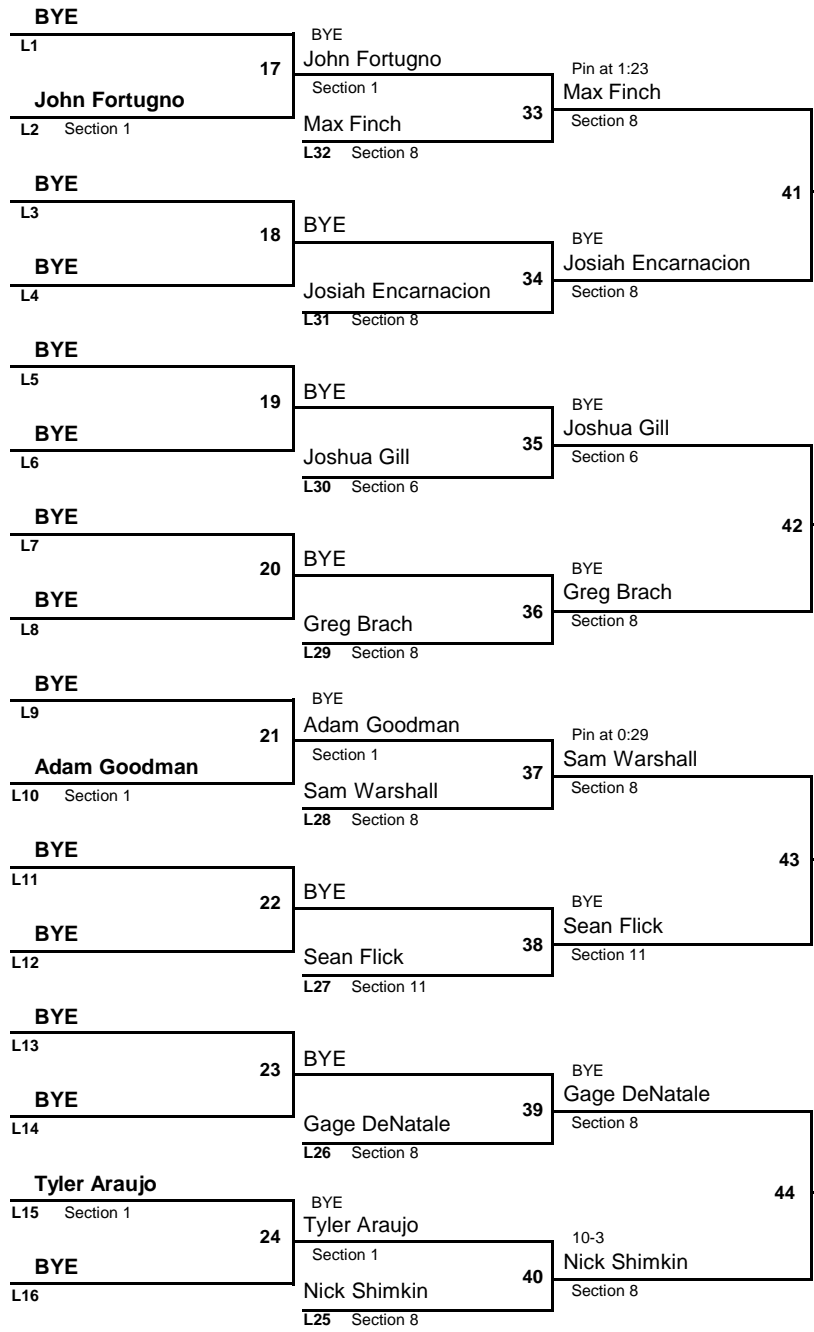 BYE
L1
17
John Fortugno
L2 Section 1
BYE
John Fortugno
Section 1
Max Finch
L32 Section 8
33
Pin at 1:23
Max Finch
Section 8
BYE
L3
18
BYE
L4
BYE
Josiah Encarnacion
L31 Section 8
34
BYE
Josiah Encarnacion
Section 8
41
BYE
L5
19
BYE
L6
BYE
Joshua Gill
L30 Section 6
35
BYE
Joshua Gill
Section 6
BYE
L7
20
BYE
L8
BYE
Greg Brach
L29 Section 8
36
BYE
Greg Brach
Section 8
42
BYE
L9
21
Adam Goodman
L10 Section 1
BYE
Adam Goodman
Section 1
Sam Warshall
L28 Section 8
37
Pin at 0:29
Sam Warshall
Section 8
BYE
L11
22
BYE
L12
BYE
Sean Flick
L27 Section 11
38
BYE
Sean Flick
Section 11
43
BYE
L13
23
BYE
L14
BYE
Gage DeNatale
L26 Section 8
39
BYE
Gage DeNatale
Section 8
Tyler Araujo
L15 Section 1
24
BYE
L16
BYE
Tyler Araujo
Section 1
Nick Shimkin
L25 Section 8
40
10-3
Nick Shimkin
Section 8
44